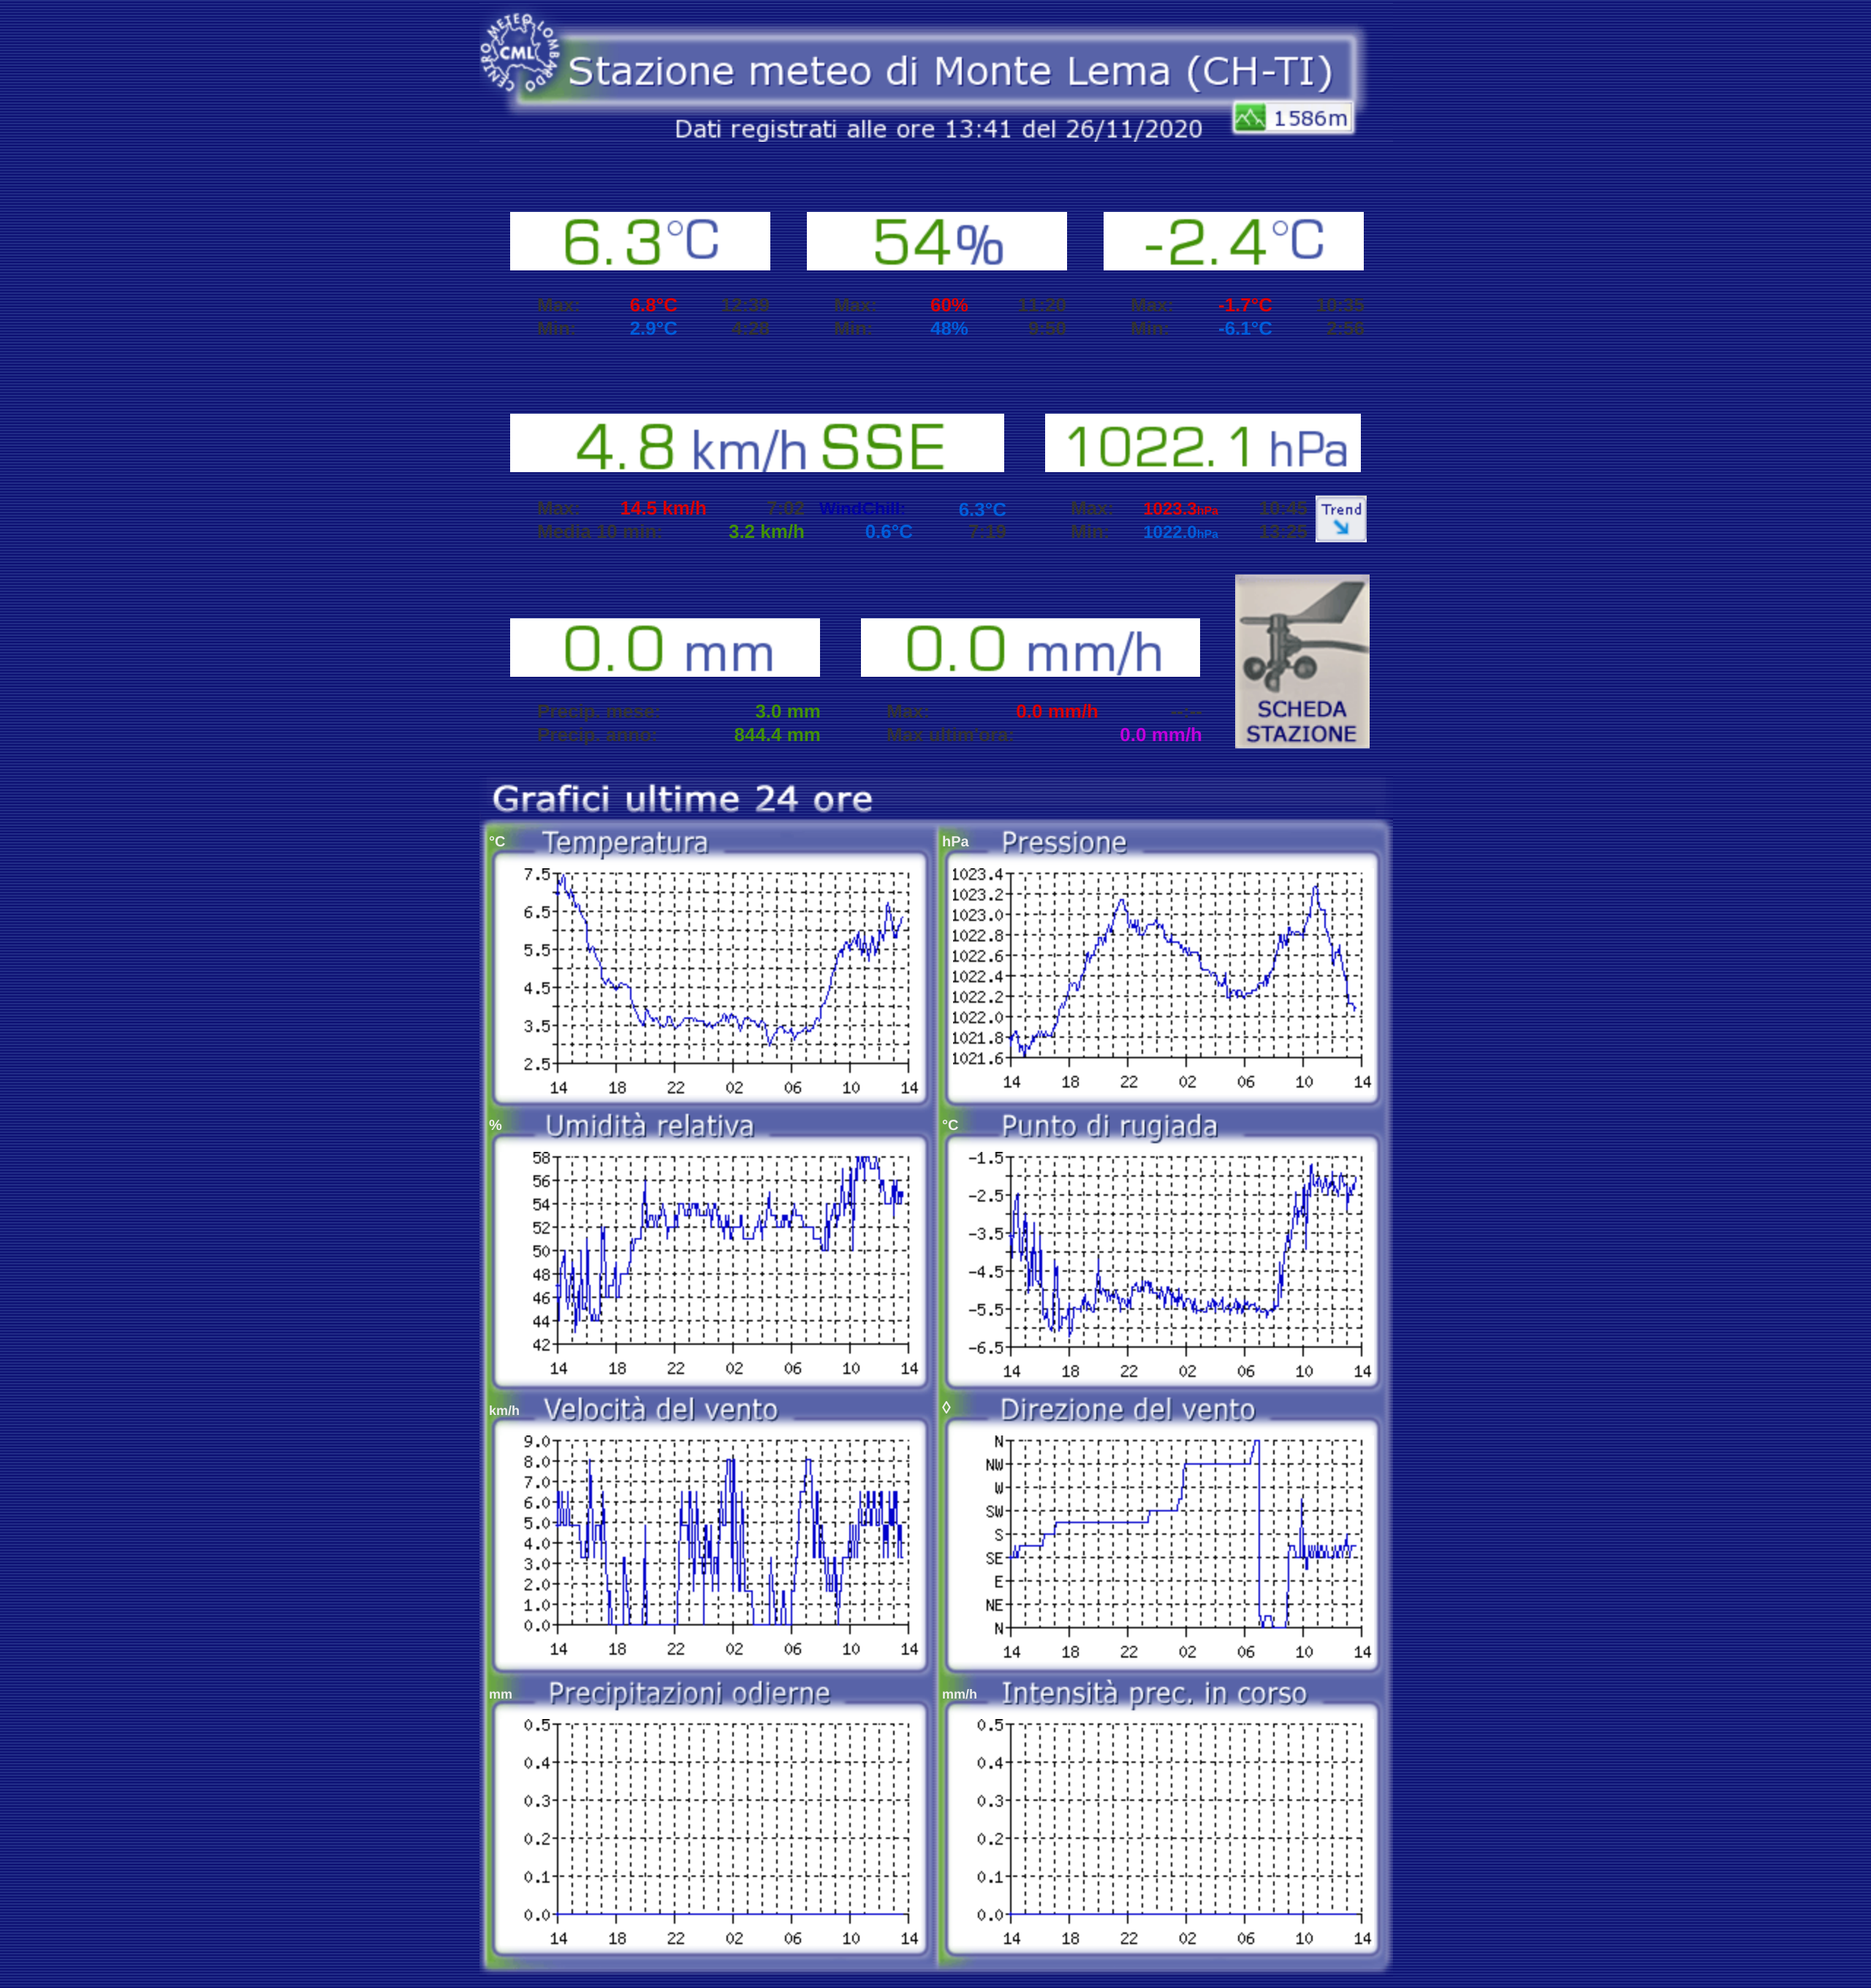 CENTRO METEO LOMBARDO
CML
Stazione meteo di Monte Lema (CH-TI)
1586m
Dati registrati alle ore 13:41 del 26/11/2020
6.3°C 54% -2.4°C
Max: 6.8°C 12:39 Max: 60% 11:20 Max: -1.7°C 10:35
Min: 2.9°C 4:28 Min: 48% 9:50 Min: -6.1°C 2:56
4.8 km/h SSE 1022.1 hPa
Max: 14.5 km/h 7:02 WindChill: 6.3°C Max: 1023.3hPa 10:45 Trend
Media 10 min: 3.2 km/h 0.6°C 7:19 Min: 1022.0hPa 13:25
0.0 mm 0.0 mm/h
Precip. mese: 3.0 mm Max: 0.0 mm/h --:--
Precip. anno: 844.4 mm Max ultim'ora: 0.0 mm/h
SCHEDA
STAZIONE
Grafici ultime 24 ore
°C Temperatura
7.5
6.5
5.5
4.5
3.5
2.5
14 18 22 02 06 10 14
hPa Pressione
1023.4
1023.2
1023.0
1022.8
1022.6
1022.4
1022.2
1022.0
1021.8
1021.6
14 18 22 02 06 10 14
% Umidità relativa
58
56
54
52
50
48
46
44
42
14 18 22 02 06 10 14
°C Punto di rugiada
-1.5
-2.5
-3.5
-4.5
-5.5
-6.5
14 18 22 02 06 10 14
km/h Velocità del vento
9.0
8.0
7.0
6.0
5.0
4.0
3.0
2.0
1.0
0.0
14 18 22 02 06 10 14
◊ Direzione del vento
N
NW
W
SW
S
SE
E
NE
N
14 18 22 02 06 10 14
mm Precipitazioni odierne
0.5
0.4
0.3
0.2
0.1
0.0
14 18 22 02 06 10 14
mm/h Intensità prec. in corso
0.5
0.4
0.3
0.2
0.1
0.0
14 18 22 02 06 10 14